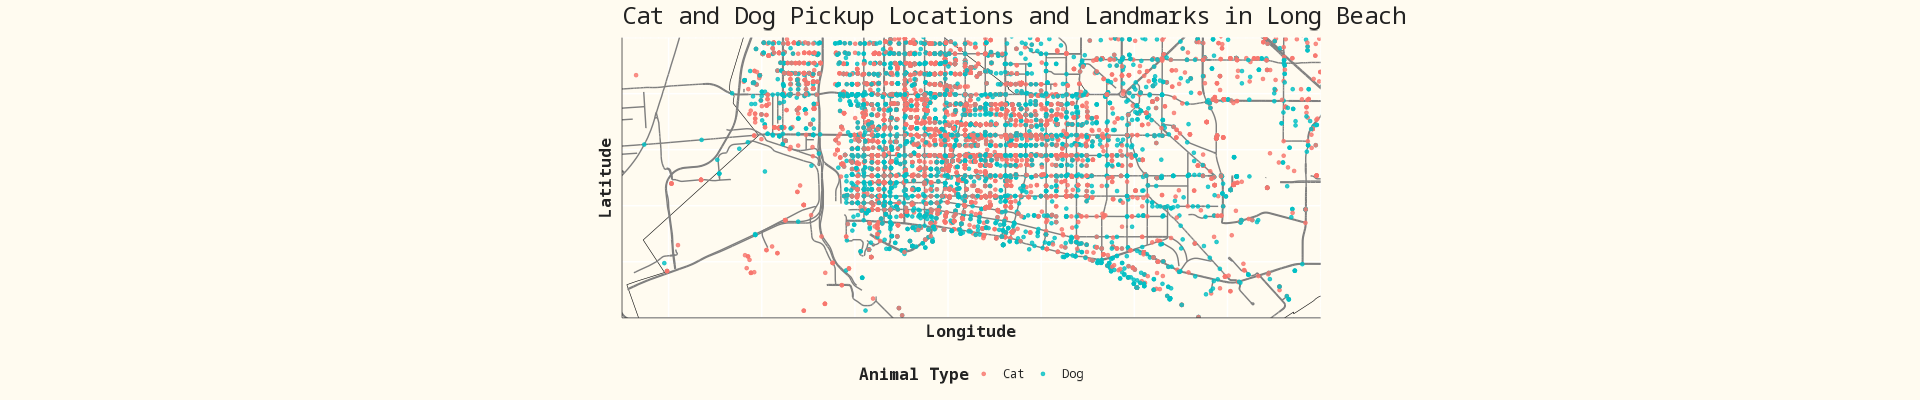 Cat and Dog Pickup Locations and Landmarks in Long Beach
Latitude
Longitude
Animal Type Cat Dog